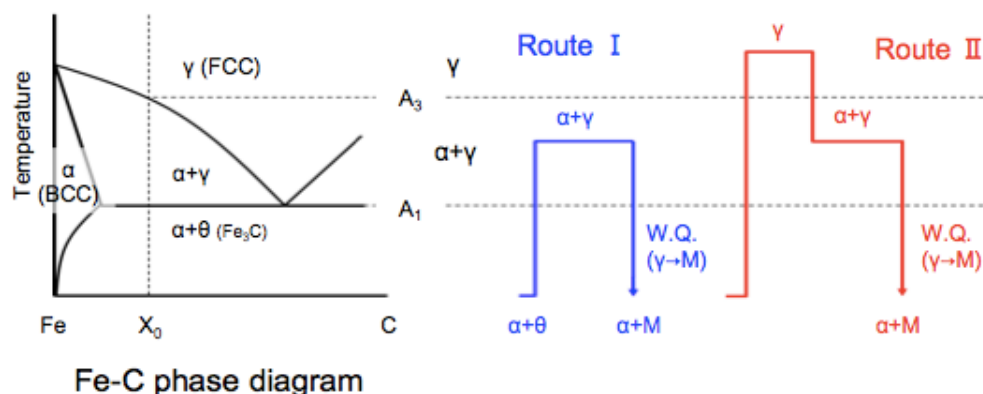 Temperature
γ (FCC)
α
(BCC)
α+γ
α+θ (Fe₃C)
Fe
X₀
C
Fe-C phase diagram
γ
A₃
α+γ
A₁
Route Ⅰ
α+γ
W.Q.
(γ→M)
α+θ
α+M
Route Ⅱ
γ
α+γ
W.Q.
(γ→M)
α+M